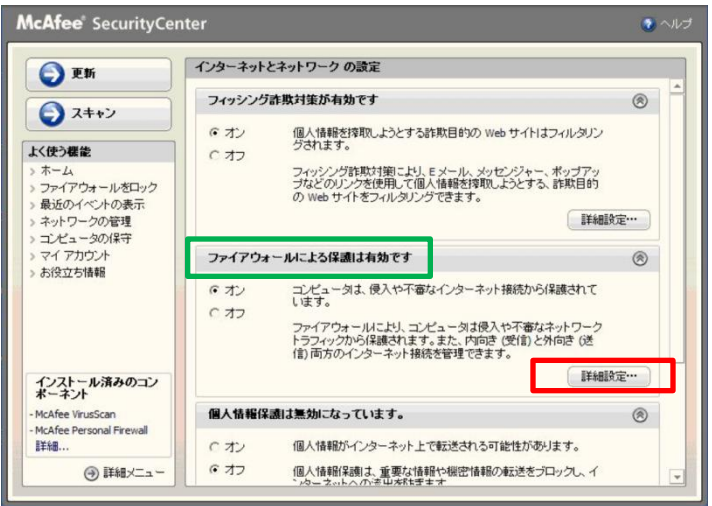 McAfee® SecurityCenter
ヘルプ
更新
スキャン
よく使う機能
ホーム
ファイアウォールをロック
最近のイベントの表示
ネットワークの管理
コンピュータの保守
マイ アカウント
お役立ち情報
インストール済みのコン
ポーネント
- McAfee VirusScan
- McAfee Personal Firewall
詳細...
詳細メニュー
インターネットとネットワーク の設定
フィッシング詐欺対策が有効です
オン
個人情報を搾取しようとする詐欺目的の Web サイトはフィルタリン
グされます。
オフ
フィッシング詐欺対策により、E メール、メッセンジャー、ポップアッ
プなどのリンクを使用して個人情報を搾取しようとする、詐欺目的
の Web サイトをフィルタリングできます。
詳細設定…
ファイアウォールによる保護は有効です
オン
コンピュータは、侵入や不審なインターネット接続から保護されて
います。
オフ
ファイアウォールにより、コンピュータは侵入や不審なネットワーク
トラフィックから保護されます。また、内向き (受信) と外向き (送
信) 両方のインターネット接続を管理できます。
詳細設定…
個人情報保護は無効になっています。
オン
個人情報がインターネット上で転送される可能性があります。
オフ
個人情報保護は、重要な情報や機密情報の転送をブロックし、イ
ンターネットへの流出を防ぎます